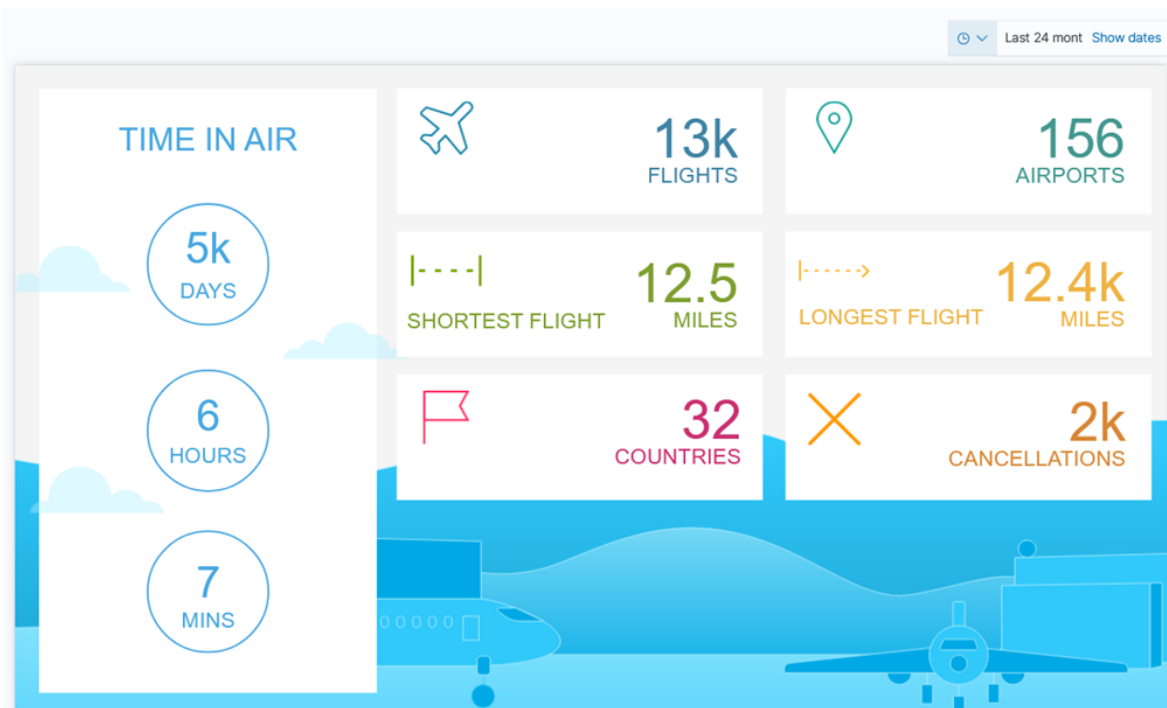 Last 24 mont Show dates
TIME IN AIR
5k
DAYS
6
HOURS
7
MINS
13k
FLIGHTS
156
AIRPORTS
12.5
SHORTEST FLIGHT MILES
12.4k
LONGEST FLIGHT MILES
32
COUNTRIES
2k
CANCELLATIONS